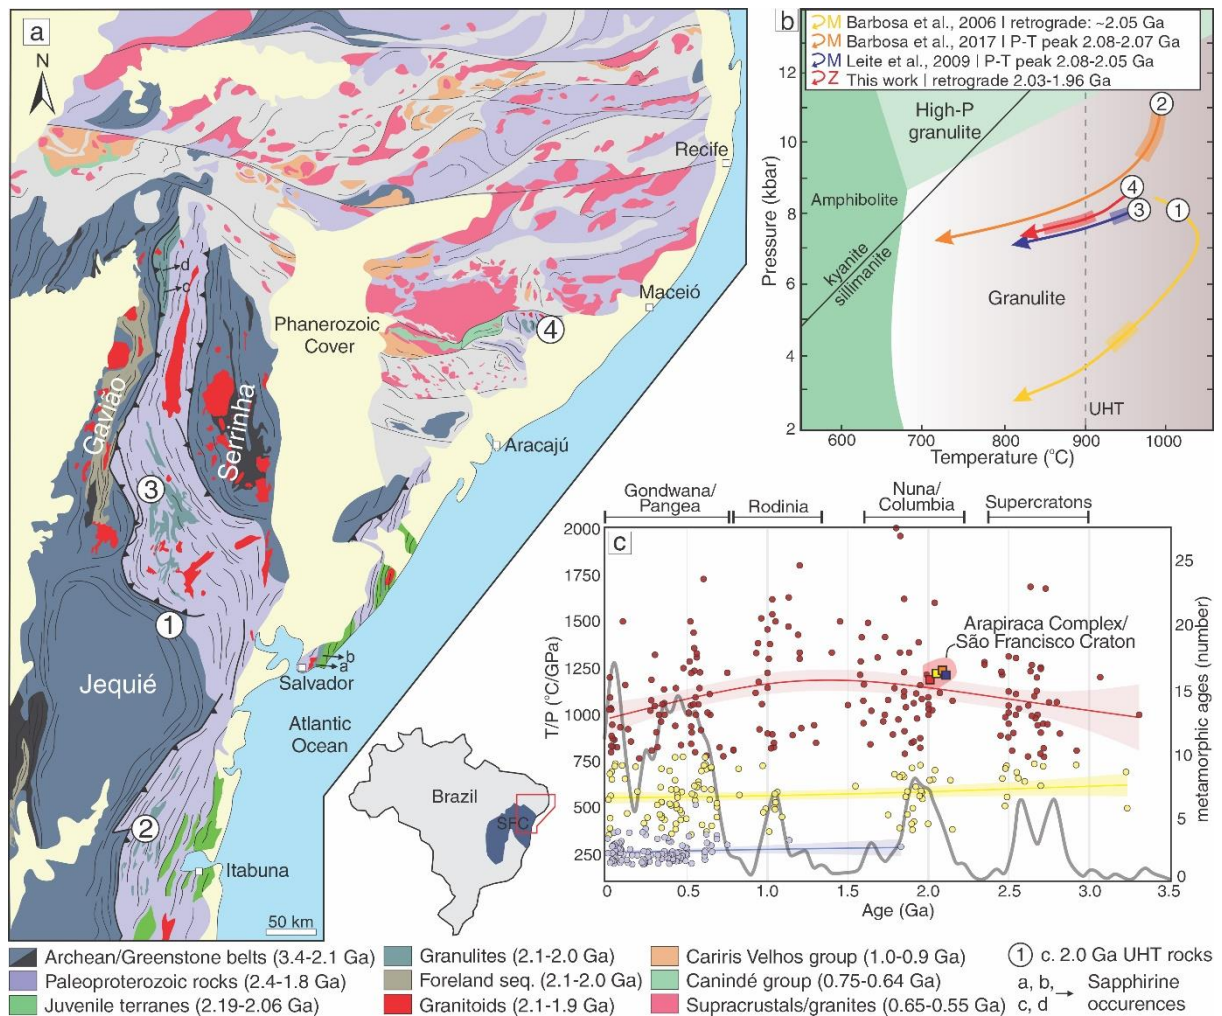 a
N
Recife
Maceió
Phanerozoic
Cover
4
d
c
Gavião
Serrinha
Aracajú
3
1
b
a
Salvador
Jequié
Atlantic
Ocean
Brazil
SFC
2
Itabuna
50 km
b
M Barbosa et al., 2006 | retrograde: ~2.05 Ga
M Barbosa et al., 2017 | P-T peak 2.08-2.07 Ga
M Leite et al., 2009 | P-T peak 2.08-2.05 Ga
Z This work | retrograde 2.03-1.96 Ga
12
10
8
6
4
2
Pressure (kbar)
High-P
granulite
Amphibolite
kyanite
sillimanite
Granulite
UHT
2
4
3
1
600
700
800
900
1000
Temperature (°C)
Gondwana/
Pangea
Rodinia
Nuna/
Columbia
Supercratons
c
2000
1750
1500
1250
1000
750
500
250
T/P (°C/GPa)
Arapiraca Complex/
São Francisco Craton
25
20
15
10
5
0
metamorphic ages (number)
0
0.5
1.0
1.5
2.0
2.5
3.0
3.5
Age (Ga)
Archean/Greenstone belts (3.4-2.1 Ga)
Paleoproterozoic rocks (2.4-1.8 Ga)
Juvenile terranes (2.19-2.06 Ga)
Granulites (2.1-2.0 Ga)
Foreland seq. (2.1-2.0 Ga)
Granitoids (2.1-1.9 Ga)
Cariris Velhos group (1.0-0.9 Ga)
Canindé group (0.75-0.64 Ga)
Supracrustals/granites (0.65-0.55 Ga)
1 c. 2.0 Ga UHT rocks
a, b,
c, d
Sapphirine
occurences